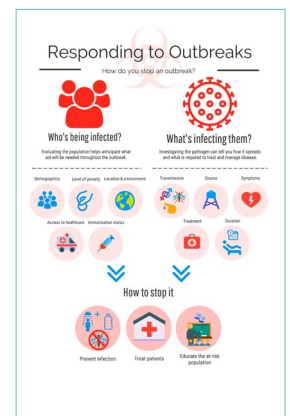 Responding to Outbreaks
How do you stop an outbreak?
Who's being infected?
Evaluating the population helps anticipate what
aid will be needed throughout the outbreak.
Demographics Level of poverty Location & environment
Access to healthcare Immunization status
What's infecting them?
Investigating the pathogen can tell you how it spreads
and what is required to treat and manage disease.
Transmission Source Symptoms
Treatment Duration
How to stop it
Prevent infection
Treat patients
Educate the at-risk
population